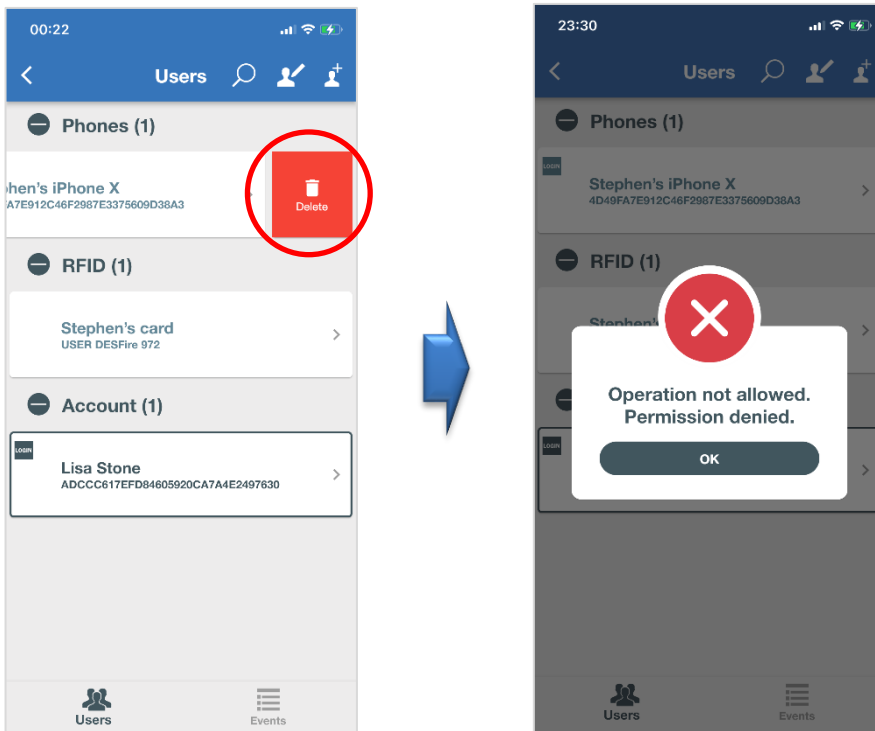 00:22
Users
Phones (1)
hen's iPhone X
A7E912C46F2987E3375609D38A3
Delete
RFID (1)
Stephen's card
USER DESFire 972
Account (1)
LOGIN
Lisa Stone
ADCCC617EFD84605920CA7A4E2497630
Users
Events
23:30
Users
Phones (1)
LOGIN
Stephen's iPhone X
4D49FA7E912C46F2987E3375609D38A3
RFID (1)
Stephen'
Operation not allowed.
Permission denied.
OK
LOGIN
Users
Events